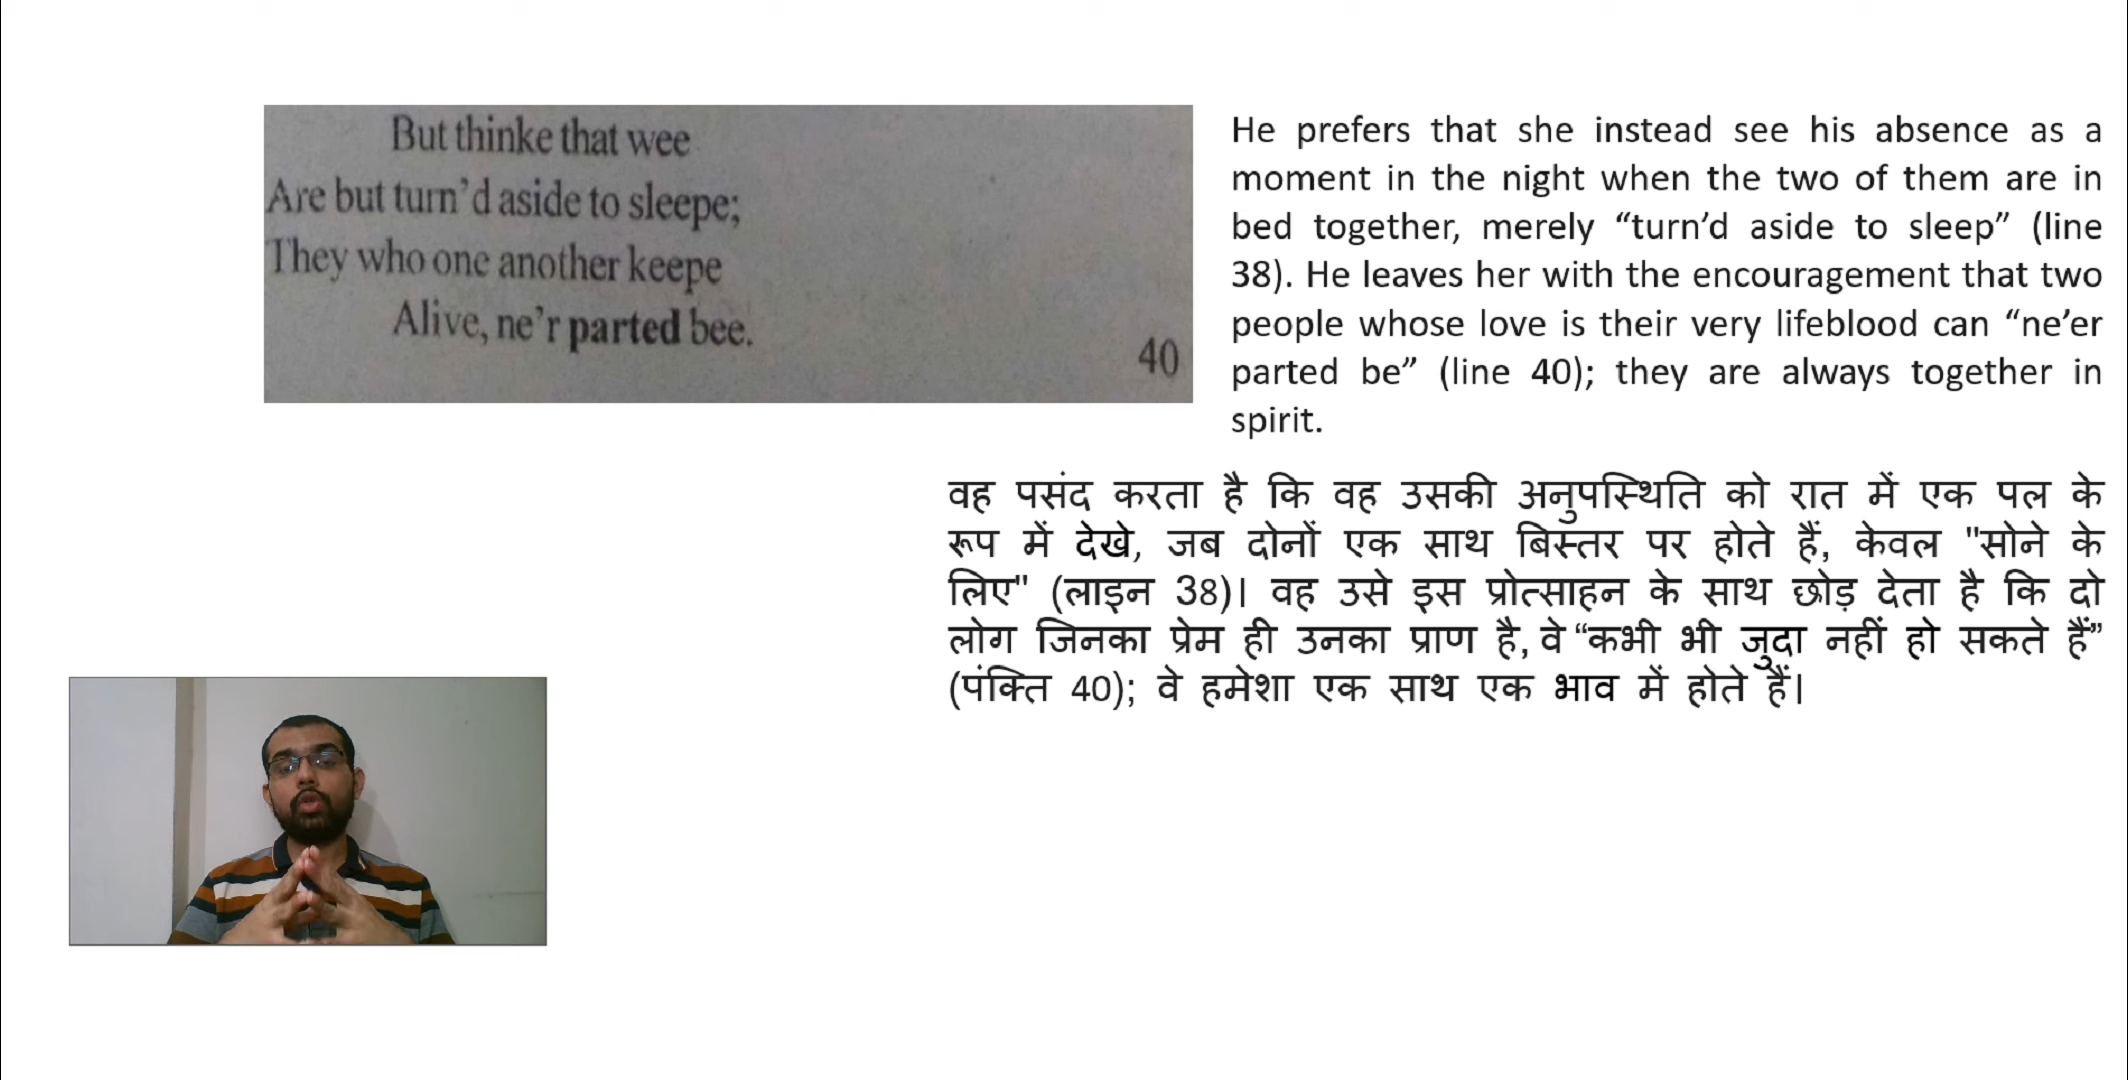 But thinke that wee
Are but turn’d aside to sleepe;
They who one another keepe
Alive, ne’r parted bee.
40
He prefers that she instead see his absence as a
moment in the night when the two of them are in
bed together, merely “turn’d aside to sleep” (line
38). He leaves her with the encouragement that two
people whose love is their very lifeblood can “ne’er
parted be” (line 40); they are always together in
spirit.
वह पसंद करता है कि वह उसकी अनुपस्थिति को रात में एक पल के
रूप में देखे, जब दोनों एक साथ बिस्तर पर होते हैं, केवल "सोने के
लिए" (लाइन 38)। वह उसे इस प्रोत्साहन के साथ छोड़ देता है कि दो
लोग जिनका प्रेम ही उनका प्राण है, वे “कभी भी जुदा नहीं हो सकते हैं”
(पंक्ति 40); वे हमेशा एक साथ एक भाव में होते हैं।